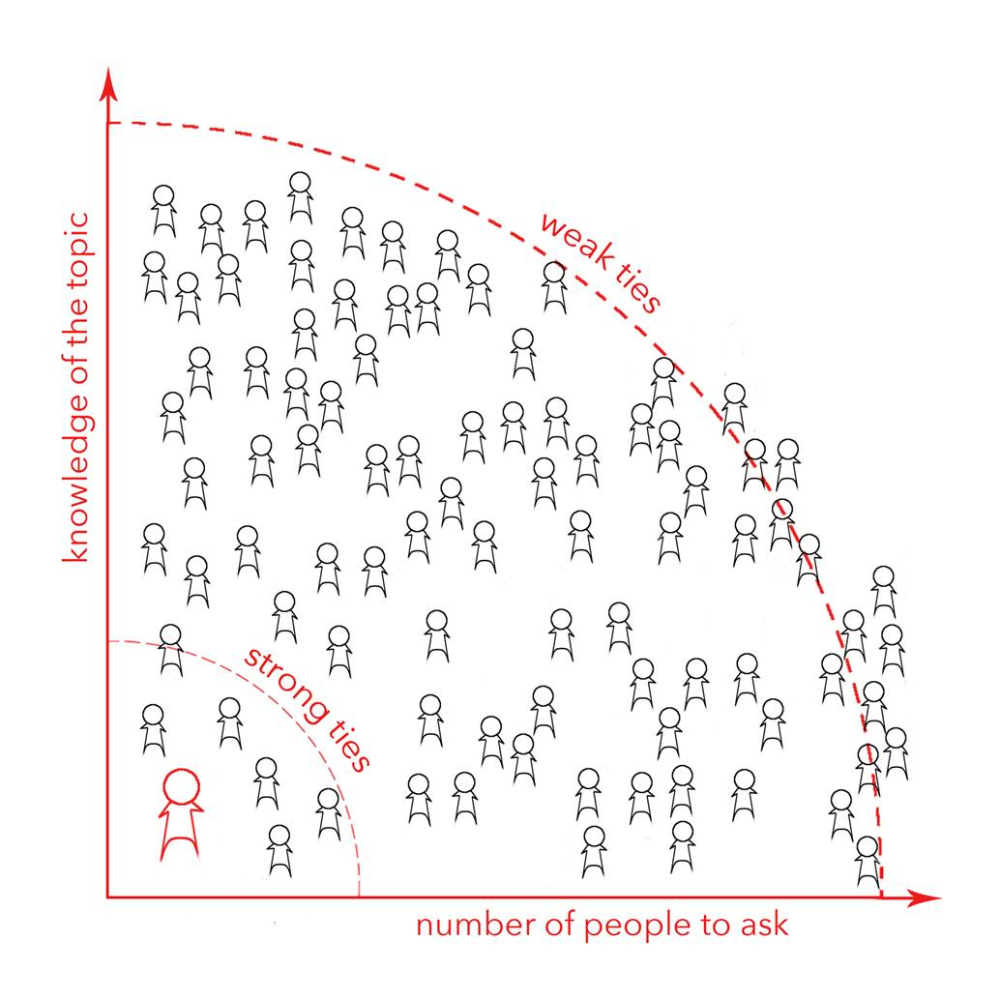 weak ties
knowledge of the topic
strong ties
number of people to ask